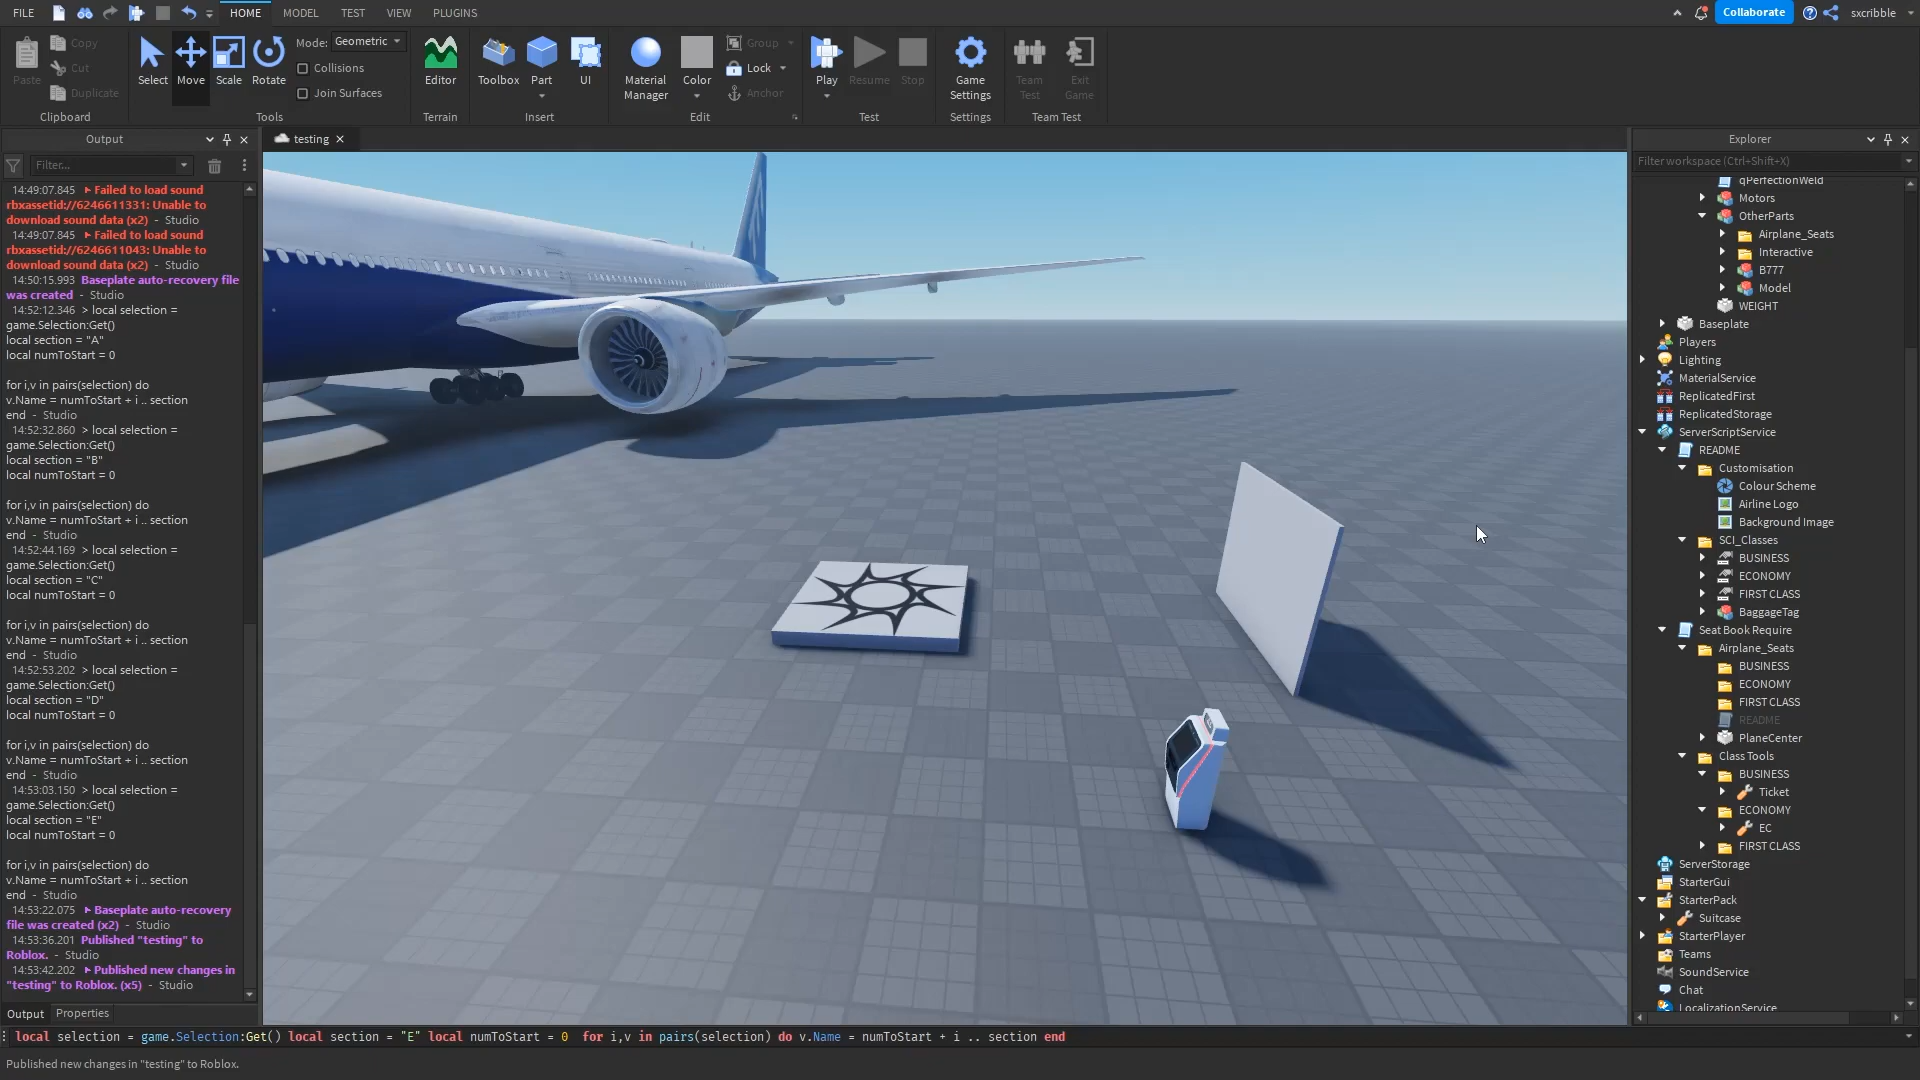 FILE
HOME
MODEL
TEST
VIEW
PLUGINS
Collaborate
sxcribble
Paste
Copy
Cut
Duplicate
Clipboard
Select
Move
Scale
Rotate
Mode: Geometric
Collisions
Join Surfaces
Tools
Editor
Terrain
Toolbox
Part
UI
Insert
Material
Manager
Color
Group
Lock
Anchor
Edit
Play
Resume
Stop
Test
Game
Settings
Settings
Team
Test
Exit
Game
Team Test
Output
Filter...
14:49:07.845 Failed to load sound
rbxassetid://6246611331: Unable to
download sound data (x2) - Studio
14:49:07.845 Failed to load sound
rbxassetid://6246611043: Unable to
download sound data (x2) - Studio
14:50:15.993 Baseplate auto-recovery file
was created - Studio
14:52:12.346 > local selection =
game.Selection:Get()
local section = "A"
local numToStart = 0
for i,v in pairs(selection) do
v.Name = numToStart + i .. section
end - Studio
14:52:32.860 > local selection =
game.Selection:Get()
local section = "B"
local numToStart = 0
for i,v in pairs(selection) do
v.Name = numToStart + i .. section
end - Studio
14:52:44.169 > local selection =
game.Selection:Get()
local section = "C"
local numToStart = 0
for i,v in pairs(selection) do
v.Name = numToStart + i .. section
end - Studio
14:52:53.202 > local selection =
game.Selection:Get()
local section = "D"
local numToStart = 0
for i,v in pairs(selection) do
v.Name = numToStart + i .. section
end - Studio
14:53:03.150 > local selection =
game.Selection:Get()
local section = "E"
local numToStart = 0
for i,v in pairs(selection) do
v.Name = numToStart + i .. section
end - Studio
14:53:22.075 Baseplate auto-recovery
file was created (x2) - Studio
14:53:36.201 Published "testing" to
Roblox. - Studio
14:53:42.202 Published new changes in
"testing" to Roblox. (x5) - Studio
Output
Properties
testing
Explorer
Filter workspace (Ctrl+Shift+X)
qPerfectionWeld
Motors
OtherParts
Airplane_Seats
Interactive
B777
Model
WEIGHT
Baseplate
Players
Lighting
MaterialService
ReplicatedFirst
ReplicatedStorage
ServerScriptService
README
Customisation
Colour Scheme
Airline Logo
Background Image
SCI_Classes
BUSINESS
ECONOMY
FIRST CLASS
BaggageTag
Seat Book Require
Airplane_Seats
BUSINESS
ECONOMY
FIRST CLASS
README
PlaneCenter
Class Tools
BUSINESS
Ticket
ECONOMY
EC
FIRST CLASS
ServerStorage
StarterGui
StarterPack
Suitcase
StarterPlayer
Teams
SoundService
Chat
LocalizationService
local selection = game.Selection:Get() local section = "E" local numToStart = 0  for i,v in pairs(selection) do v.Name = numToStart + i .. section end
Published new changes in "testing" to Roblox.